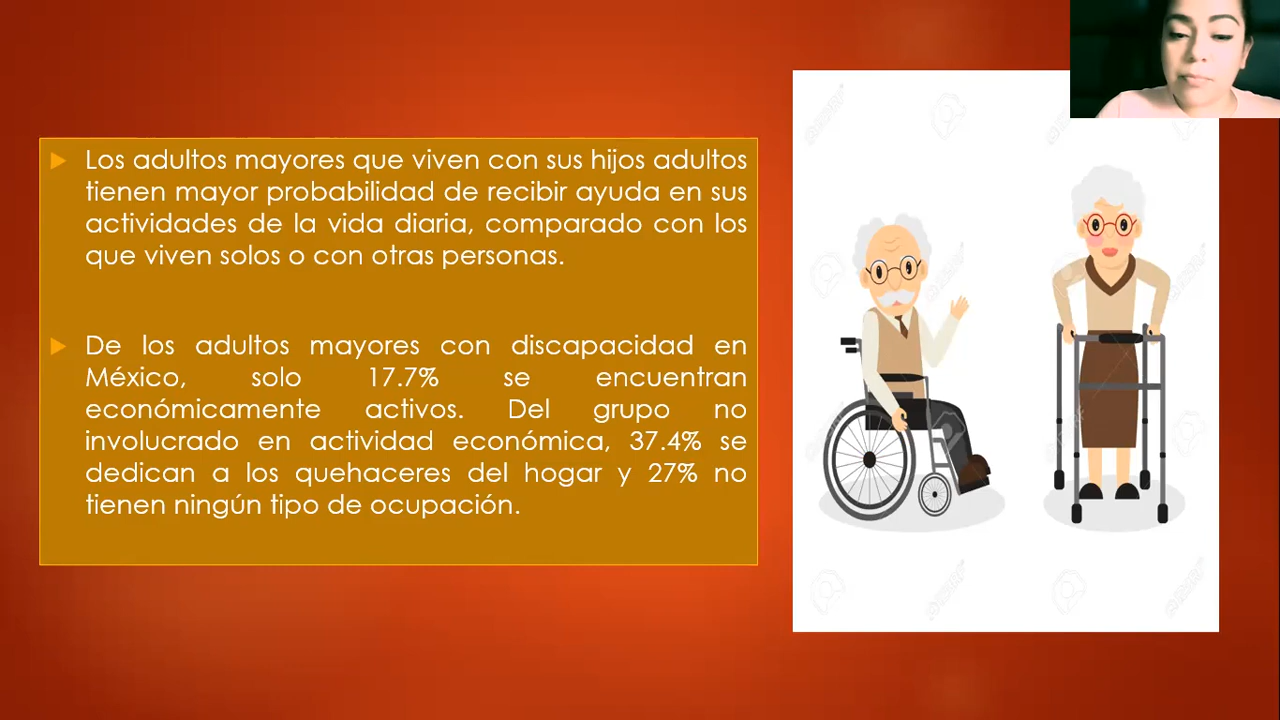 Los adultos mayores que viven con sus hijos adultos
tienen mayor probabilidad de recibir ayuda en sus
actividades de la vida diaria, comparado con los
que viven solos o con otras personas.
De los adultos mayores con discapacidad en
México, solo 17.7% se encuentran
económicamente activos. Del grupo no
involucrado en actividad económica, 37.4% se
dedican a los quehaceres del hogar y 27% no
tienen ningún tipo de ocupación.